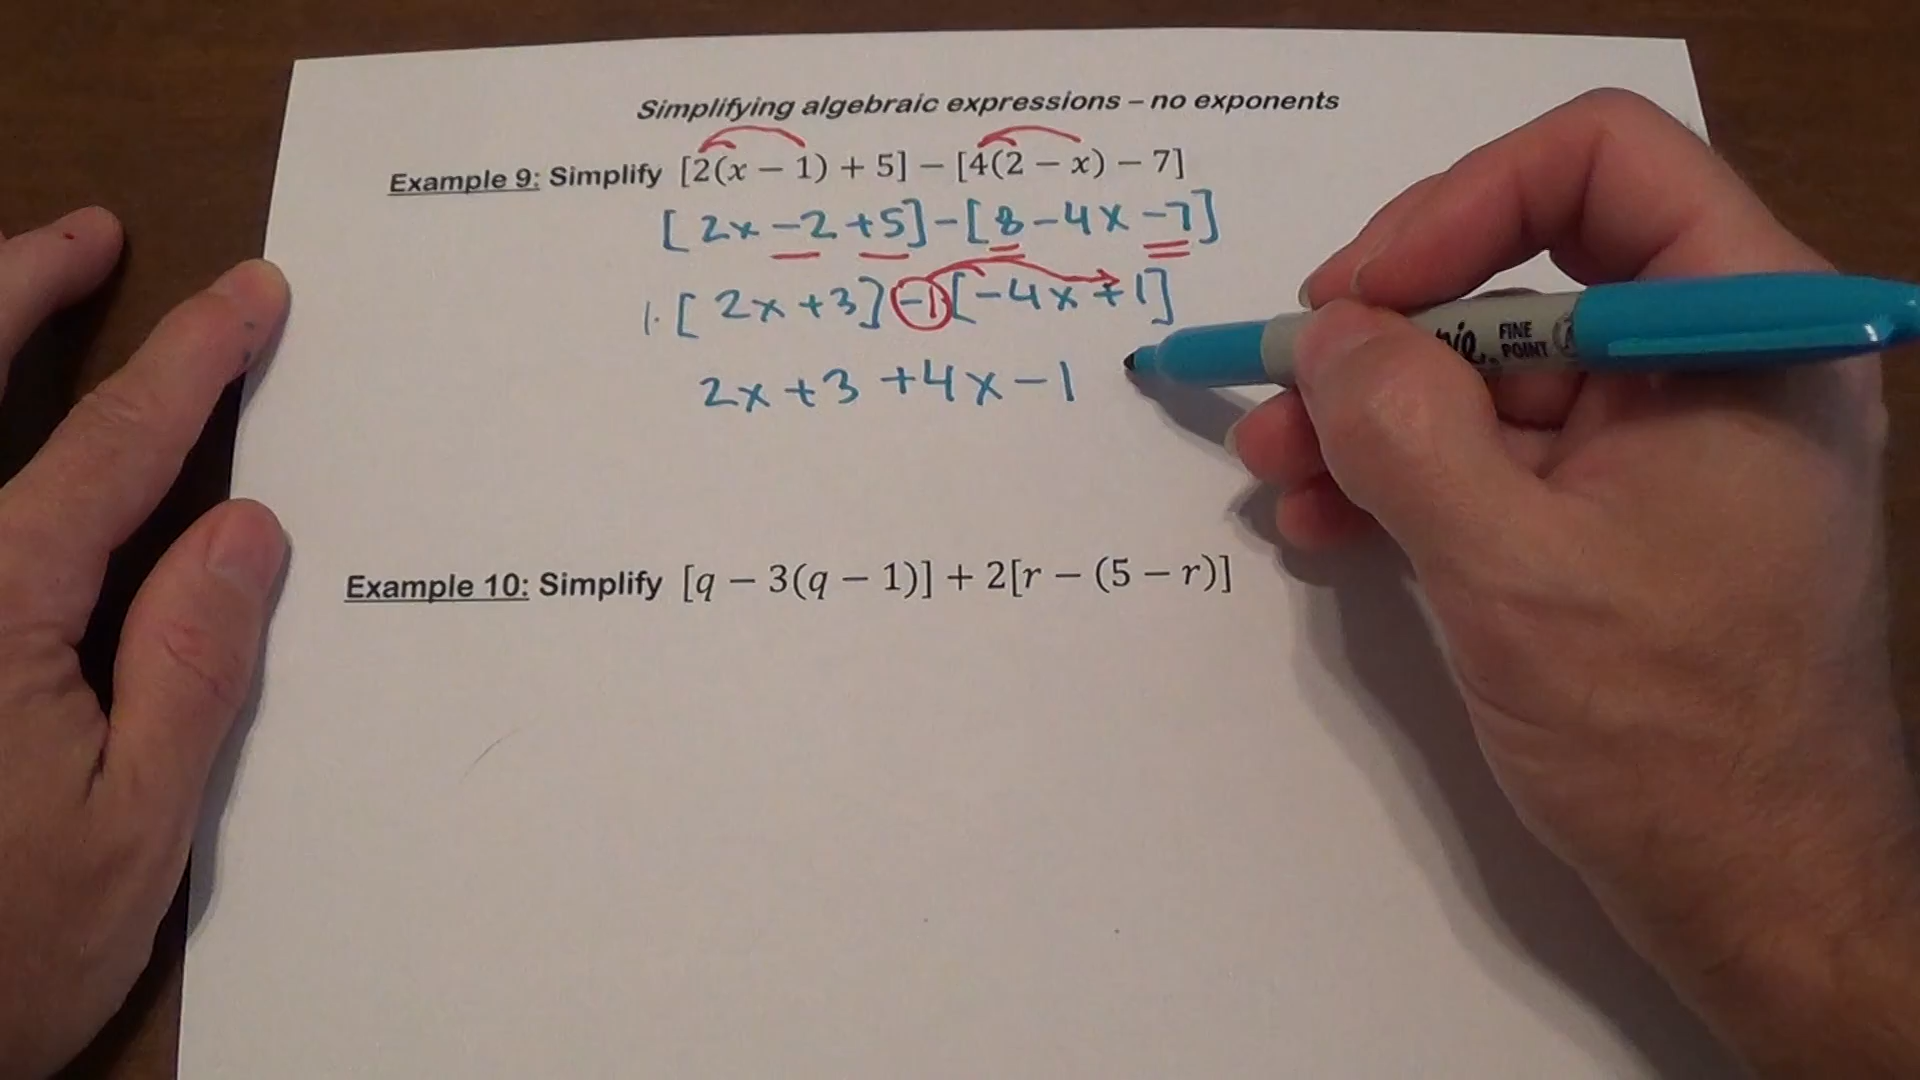 Simplifying algebraic expressions – no exponents
Example 9: Simplify [2(x − 1) + 5] − [4(2 − x) − 7]
[2x −2 +5] − [8 −4x −7]
1·[2x +3] −1[−4x +1]
2x +3 +4x −1
FINE
POINT
Example 10: Simplify [q − 3(q − 1)] + 2[r − (5 − r)]